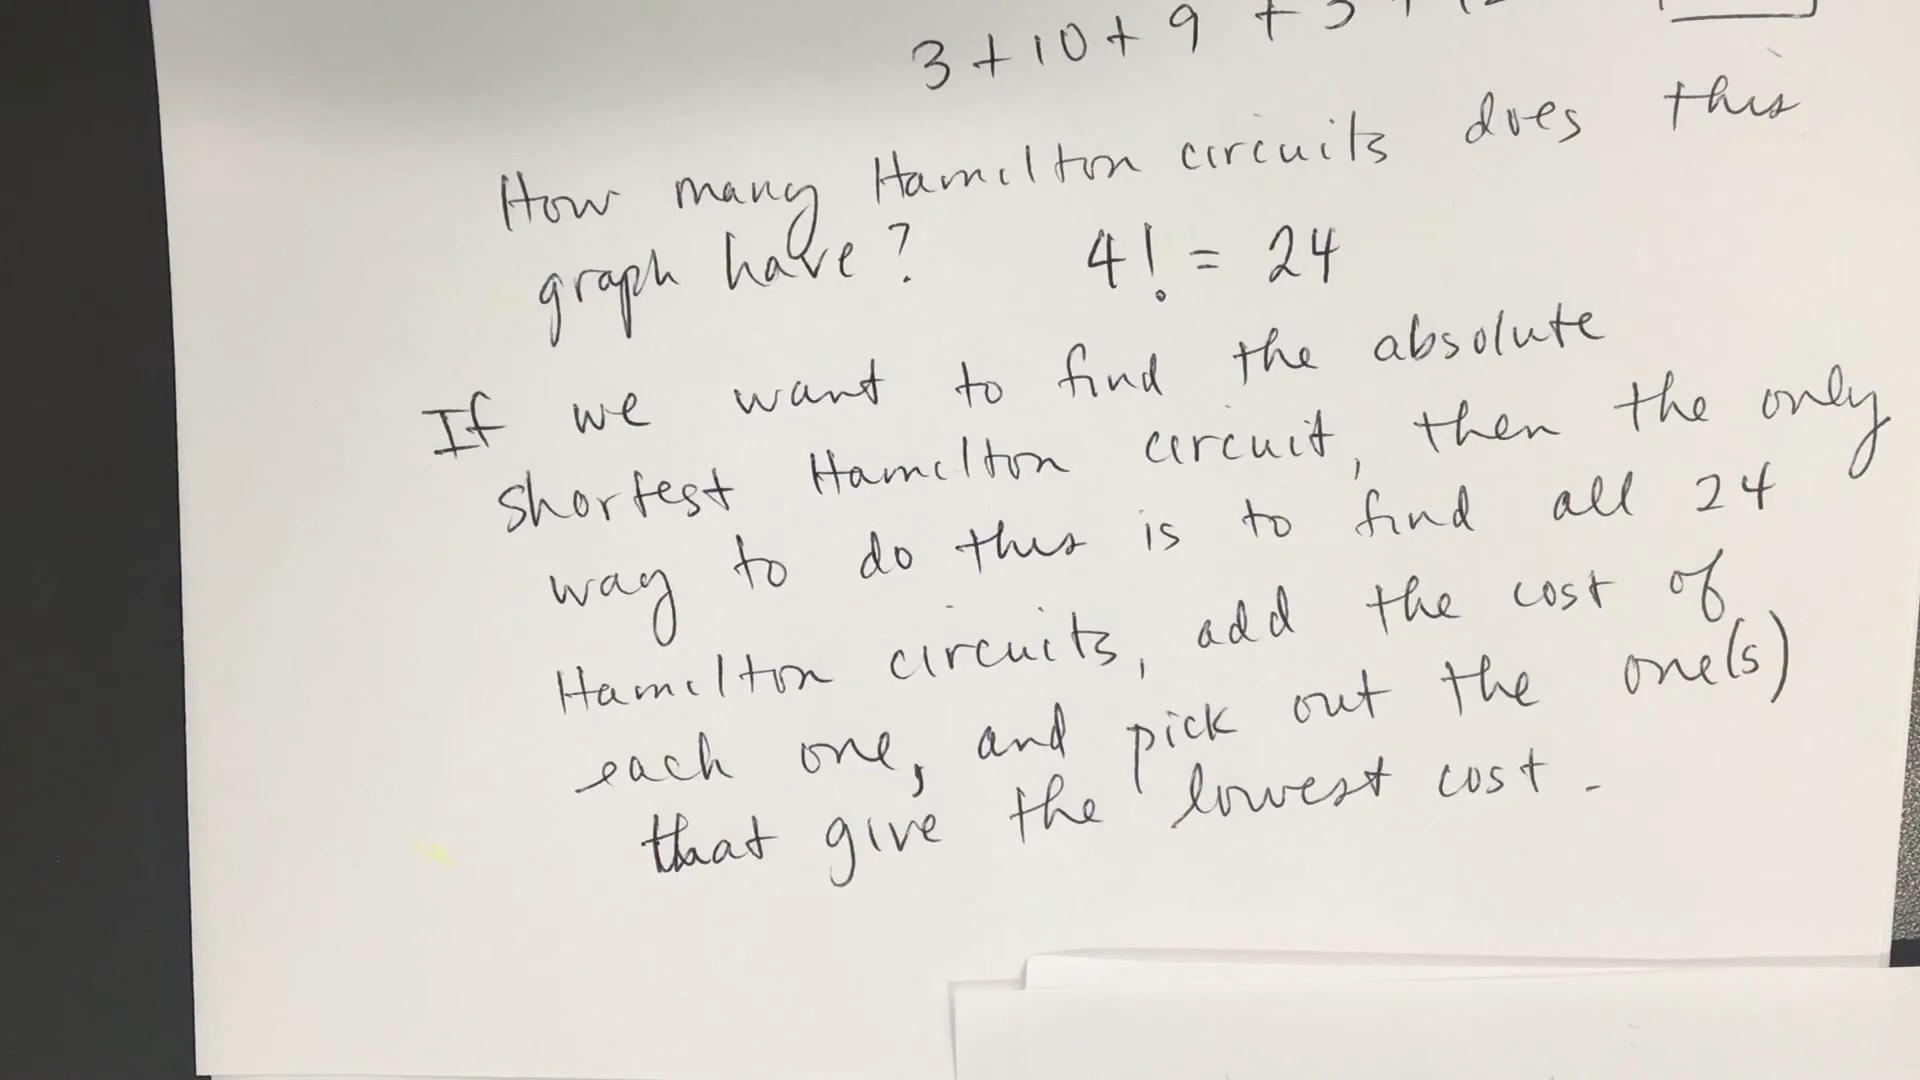 3 + 10 + 9 +
How many Hamilton circuits does this
graph have? 4! = 24
If we want to find the absolute
shortest Hamilton circuit, then the only
way to do this is to find all 24
Hamilton circuits, add the cost of
each one, and pick out the one(s)
that give the lowest cost.